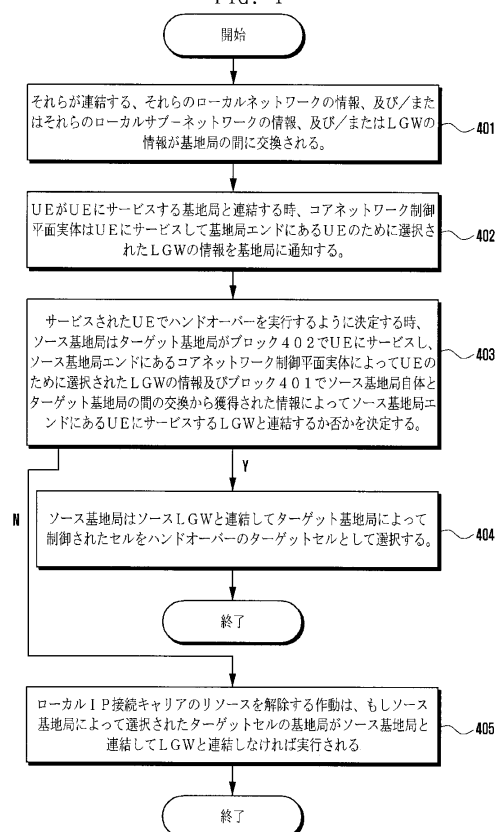 開始
それらが連結する、それらのローカルネットワークの情報、及び/また
はそれらのローカルサブ-ネットワークの情報、及び/またはLGWの
情報が基地局の間に交換される。
401
UEがUEにサービスする基地局と連結する時、コアネットワーク制御
平面実体はUEにサービスして基地局エンドにあるUEのために選択さ
れたLGWの情報を基地局に通知する。
402
サービスされたUEでハンドオーバーを実行するように決定する時、
ソース基地局はターゲット基地局がブロック402でUEにサービスし、
ソース基地局エンドにあるコアネットワーク制御平面実体によってUEの
ために選択されたLGWの情報及びブロック401でソース基地局自体と
ターゲット基地局の間の交換から獲得された情報によってソース基地局エ
ンドにあるUEにサービスするLGWと連結するか否かを決定する。
403
Y
N
ソース基地局はソースLGWと連結してターゲット基地局によって
制御されたセルをハンドオーバーのターゲットセルとして選択する。
404
終了
ローカルIP接続キャリアのリソースを解除する作動は、もしソース
基地局によって選択されたターゲットセルの基地局がソース基地局と
連結してLGWと連結しなければ実行される
405
終了